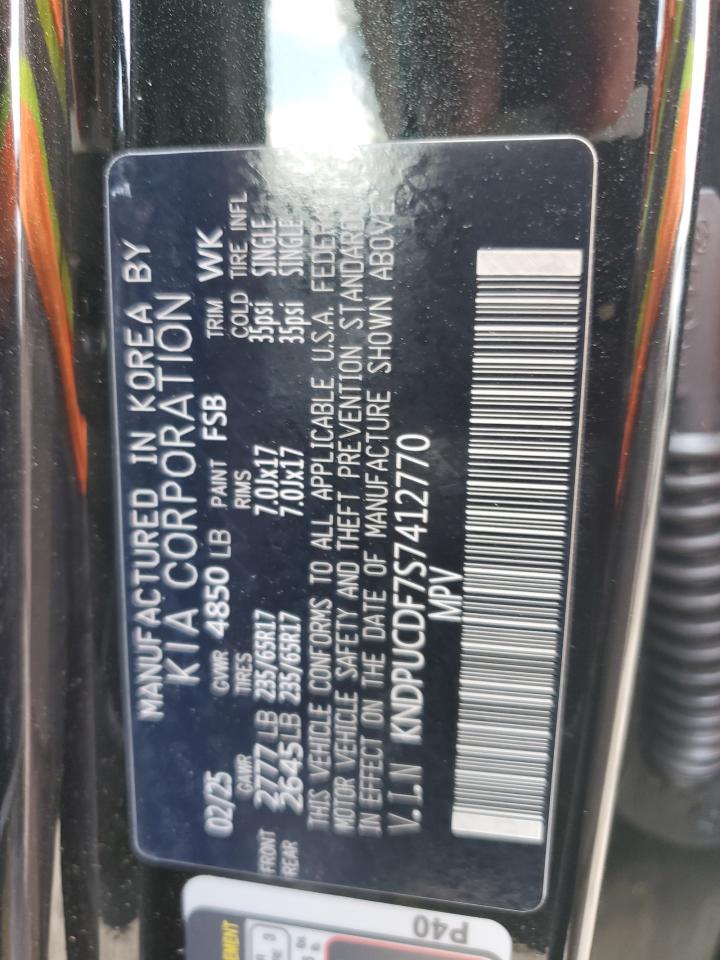 MANUFACTURED IN KOREA BY
KIA CORPORATION
02/25 GVWR 4850 LB PAINT FSB TRIM WK
GAWR TIRES RIMS COLD TIRE INFL
FRONT 2777 LB 235/65R17 7.0Jx17 35psi SINGLE
REAR 2645 LB 235/65R17 7.0Jx17 35psi SINGLE
THIS VEHICLE CONFORMS TO ALL APPLICABLE U.S.A. FEDER
MOTOR VEHICLE SAFETY AND THEFT PREVENTION STANDARD
IN EFFECT ON THE DATE OF MANUFACTURE SHOWN ABOVE
V.I.N KNDPUCDF7S7412770
MPV
P40
EMENT